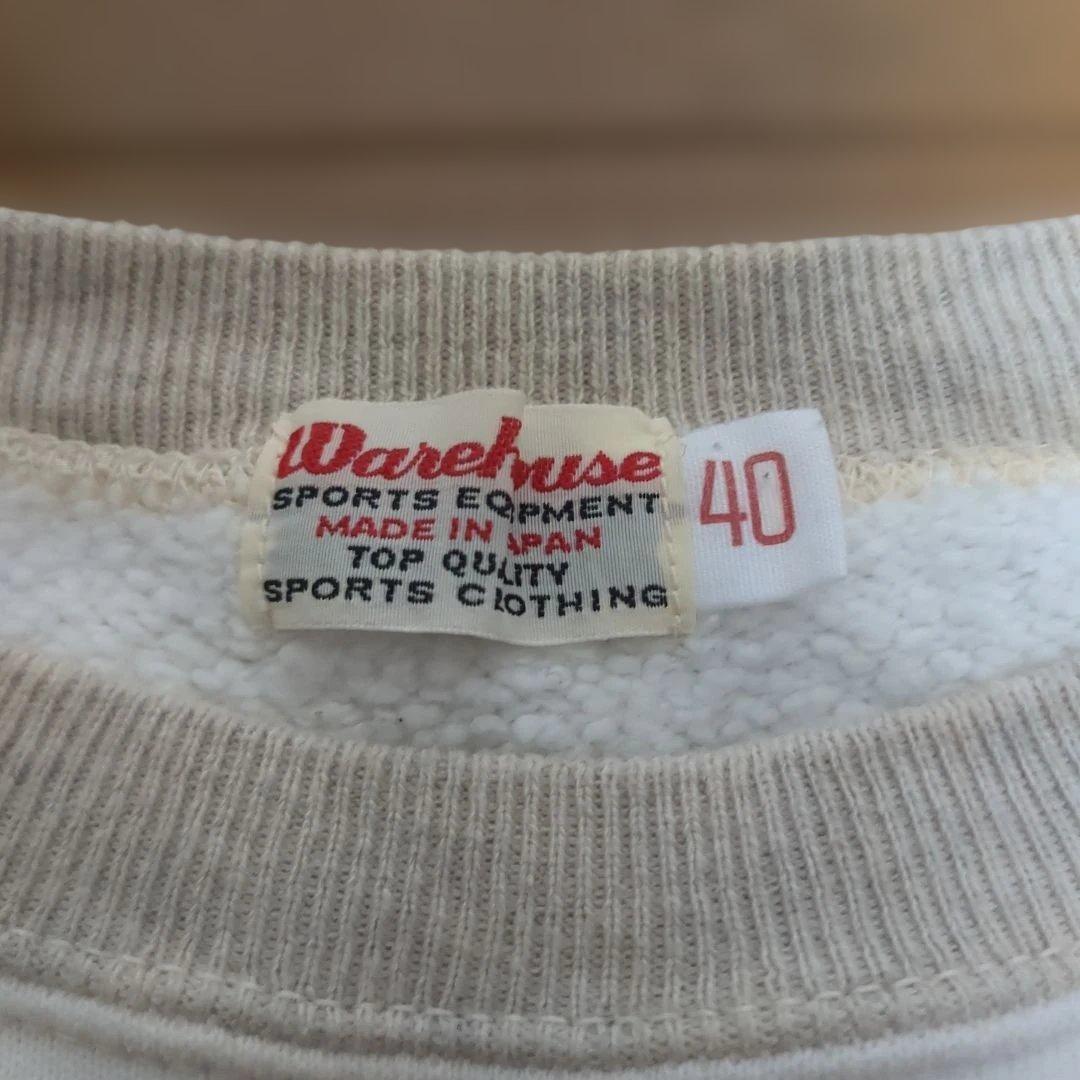 Warehuse
SPORTS EQPMENT
MADE IN APAN
TOP QULITY
SPORTS CLOTHING
40